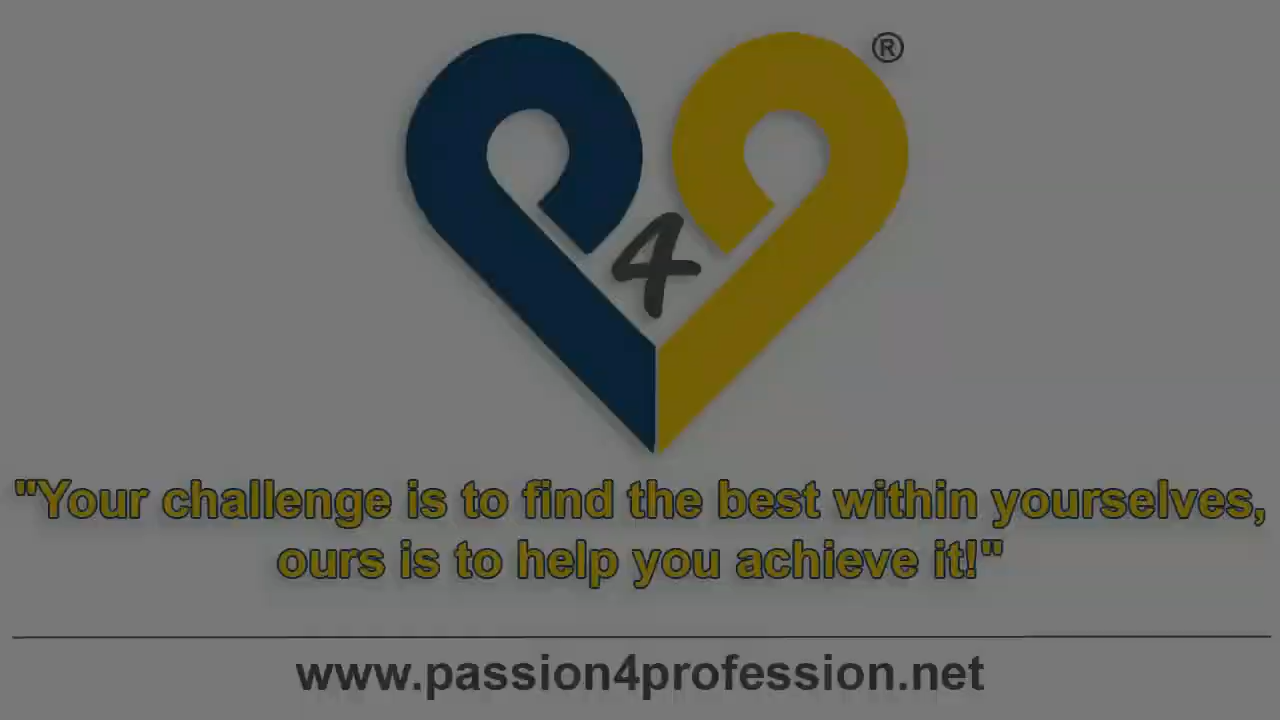 ®
4
"Your challenge is to find the best within yourselves,
ours is to help you achieve it!"
www.passion4profession.net